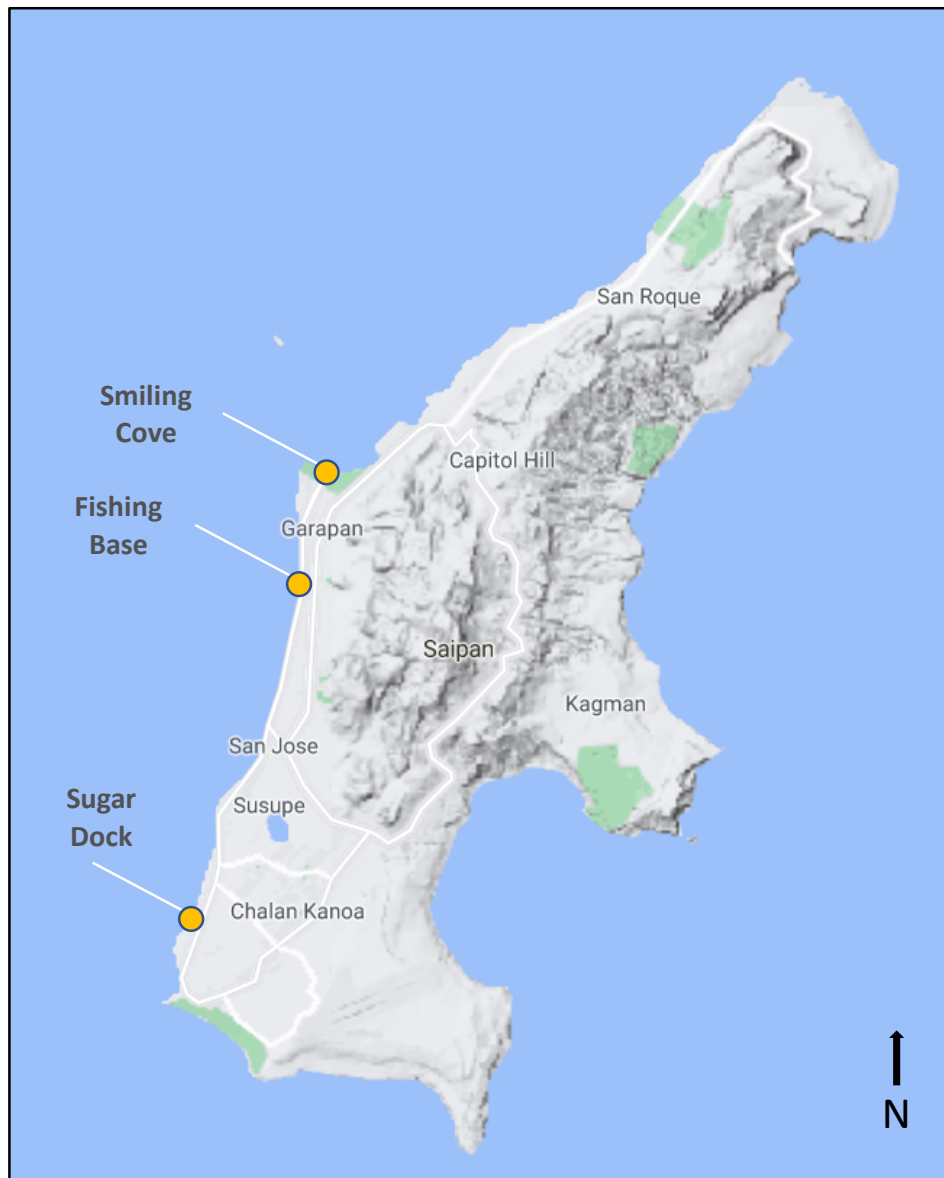 San Roque
Smiling
Cove
Capitol Hill
Fishing
Base
Garapan
Saipan
Kagman
San Jose
Sugar
Dock
Susupe
Chalan Kanoa
N